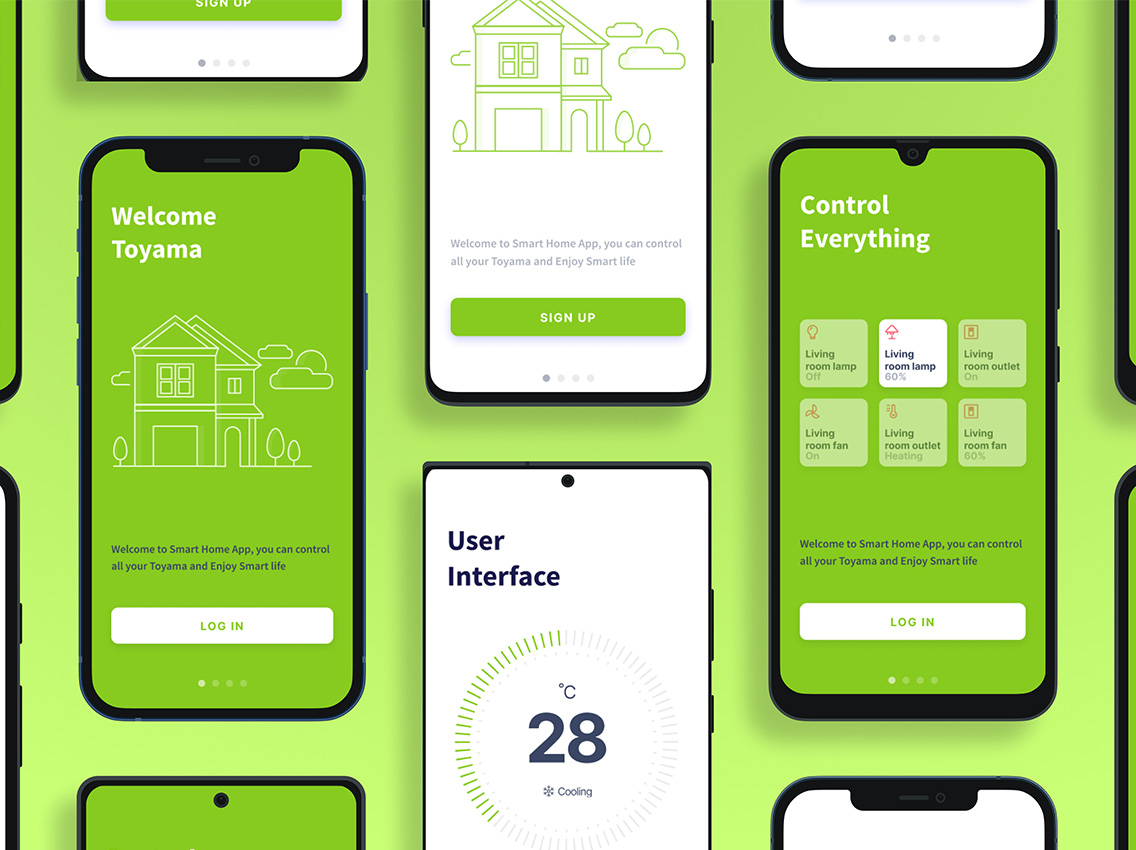 SIGN UP
Welcome
Toyama
Welcome to Smart Home App, you can control
all your Toyama and Enjoy Smart life
LOG IN
Welcome to Smart Home App, you can control
all your Toyama and Enjoy Smart life
SIGN UP
User
Interface
°C
28
Cooling
Control
Everything
Living
room lamp
Off
Living
room lamp
60%
Living
room outlet
On
Living
room fan
On
Living
room outlet
Heating
Living
room fan
60%
Welcome to Smart Home App, you can control
all your Toyama and Enjoy Smart life
LOG IN